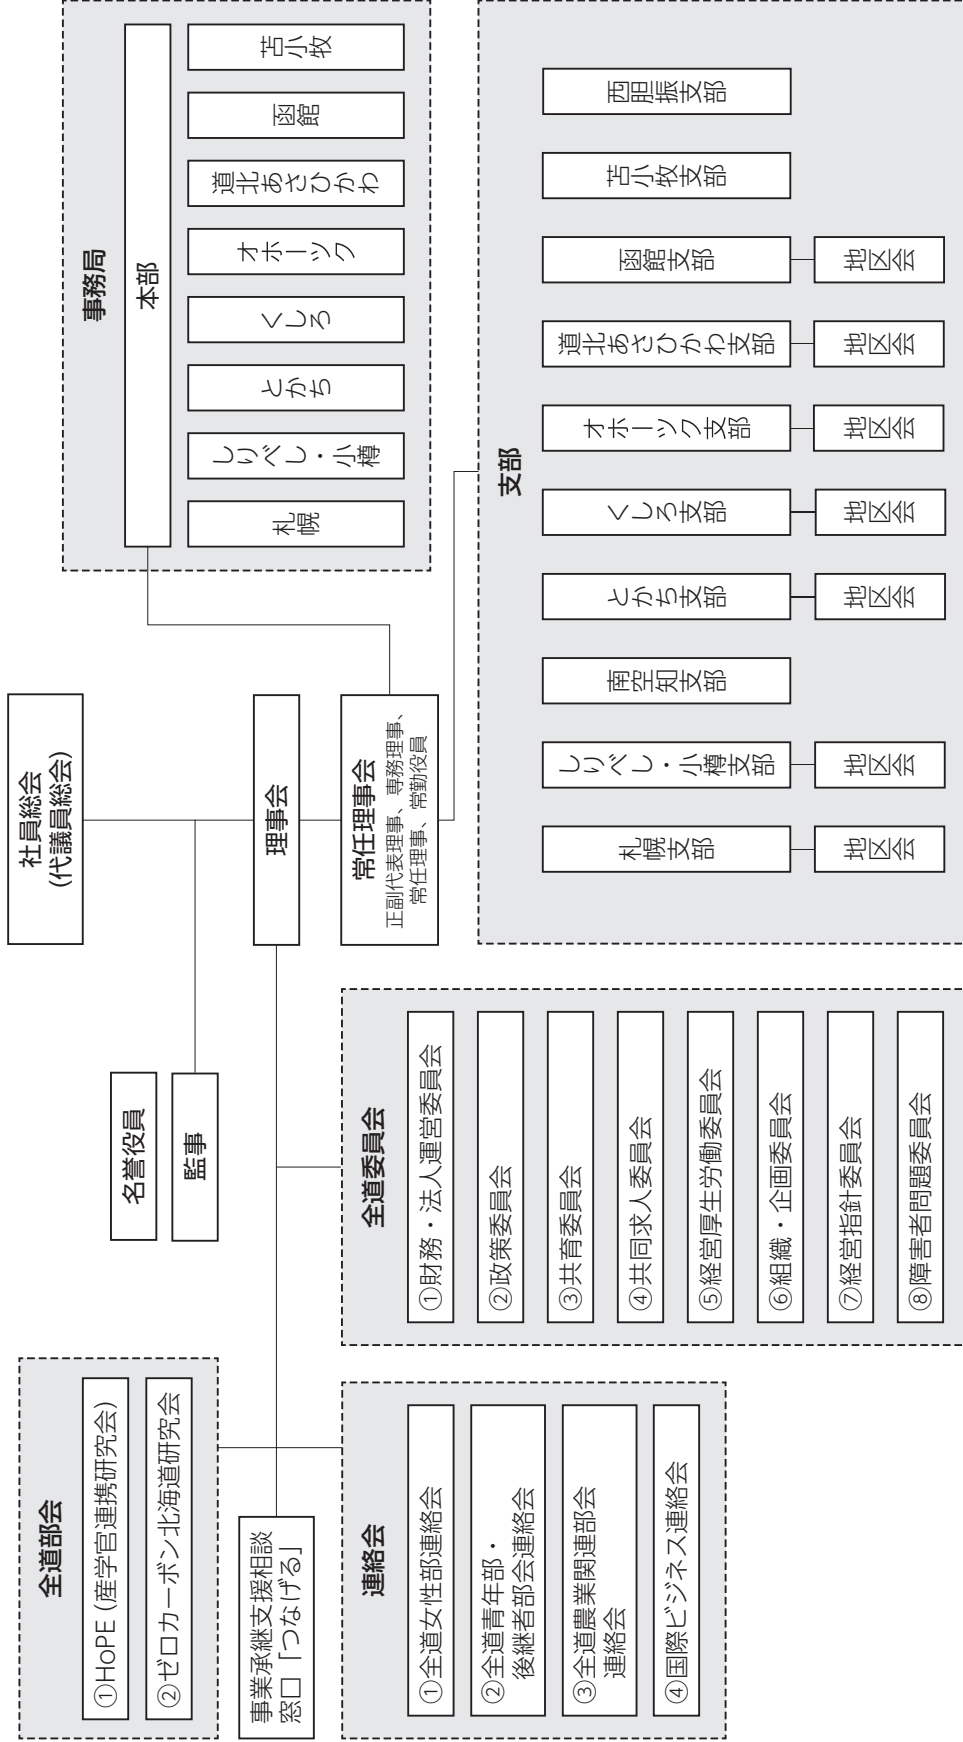 社員総会
(代議員総会)
名誉役員
監事
理事会
常任理事会
正副代表理事、専務理事、
常任理事、常勤役員
事務局
本部
札幌
しりべし・小樽
とかち
くしろ
オホーツク
道北あさひかわ
函館
苫小牧
全道部会
①HoPE (産学官連携研究会)
②ゼロカーボン北海道研究会
事業承継支援相談
窓口「つなげる」
連絡会
①全道女性部連絡会
②全道青年部・
後継者部会連絡会
③全道農業関連部会
連絡会
④国際ビジネス連絡会
全道委員会
①財務・法人運営委員会
②政策委員会
③共育委員会
④共同求人委員会
⑤経営厚生労働委員会
⑥組織・企画委員会
⑦経営指針委員会
⑧障害者問題委員会
支部
札幌支部
しりべし・小樽支部
南空知支部
とかち支部
くしろ支部
オホーツク支部
道北あさひかわ支部
函館支部
苫小牧支部
西胆振支部
地区会
地区会
地区会
地区会
地区会
地区会
地区会